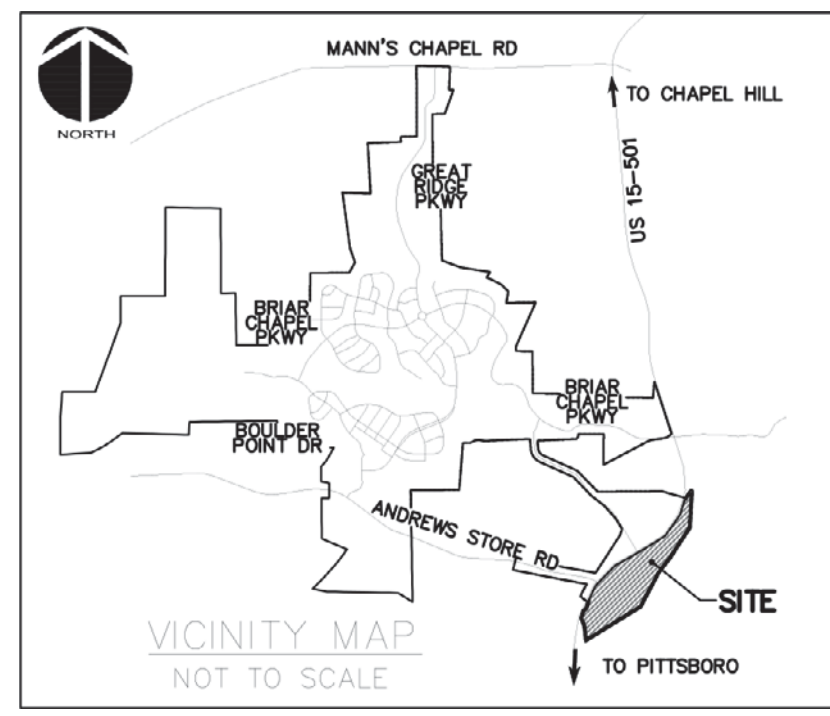 MANN'S CHAPEL RD
TO CHAPEL HILL
NORTH
GREAT
RIDGE
PKWY
US 15-501
BRIAR
CHAPEL
PKWY
BRIAR
CHAPEL
PKWY
BOULDER
POINT DR
ANDREWS STORE RD
SITE
VICINITY MAP
NOT TO SCALE
TO PITTSBORO